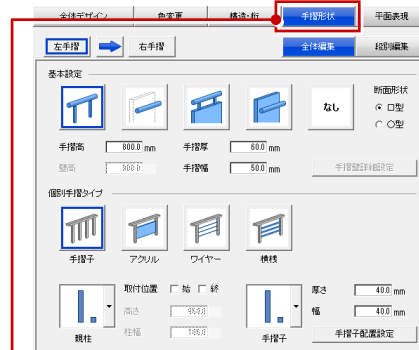 全体デザイン 色変更 構造・桁 手摺形状 平面表現
左手摺 右手摺 全体編集 段別編集
基本設定
なし
断面形状
口型
○型
手摺高 800.0 mm 手摺厚 60.0 mm
壁高 mm 手摺幅 50.0 mm 手摺壁詳細設定
個別手摺タイプ
手摺子 アクリル ワイヤー 横桟
取付位置 始 終
高さ mm
柱幅 mm
親柱
手摺子
厚さ 40.0 mm
幅 40.0 mm
手摺子配置設定